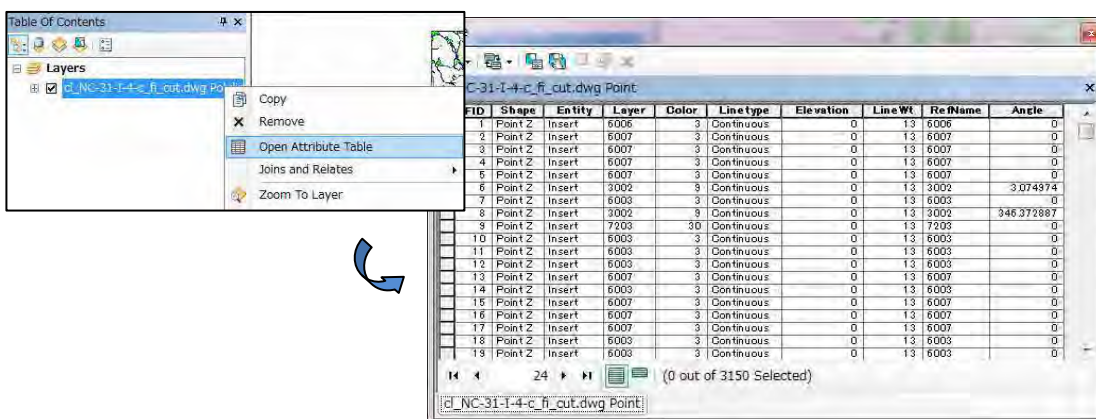 Table Of Contents
Layers
cl_NC-31-I-4-c_fi_cut.dwg Poi
Copy
Remove
Open Attribute Table
Joins and Relates
Zoom To Layer
C-31-I-4-c_fi_cut.dwg Point
FID Shape Entity Layer Color Linetype Elevation LineWt RefName Angle
1 Point Z Insert 6006 3 Continuous 0 13 6006 0
2 Point Z Insert 6007 3 Continuous 0 13 6007 0
3 Point Z Insert 6007 3 Continuous 0 13 6007 0
4 Point Z Insert 6007 3 Continuous 0 13 6007 0
5 Point Z Insert 6007 3 Continuous 0 13 6007 0
6 Point Z Insert 3002 9 Continuous 0 13 3002 3.074974
7 Point Z Insert 6003 3 Continuous 0 13 6003 0
8 Point Z Insert 3002 9 Continuous 0 13 3002 346.372887
9 Point Z Insert 7203 30 Continuous 0 13 7203 0
10 Point Z Insert 6003 3 Continuous 0 13 6003 0
11 Point Z Insert 6003 3 Continuous 0 13 6003 0
12 Point Z Insert 6003 3 Continuous 0 13 6003 0
13 Point Z Insert 6007 3 Continuous 0 13 6007 0
14 Point Z Insert 6003 3 Continuous 0 13 6003 0
15 Point Z Insert 6007 3 Continuous 0 13 6007 0
16 Point Z Insert 6007 3 Continuous 0 13 6007 0
17 Point Z Insert 6007 3 Continuous 0 13 6007 0
18 Point Z Insert 6003 3 Continuous 0 13 6003 0
19 Point Z Insert 6003 3 Continuous 0 13 6003 0
24 (0 out of 3150 Selected)
cl_NC-31-I-4-c_fi_cut.dwg Point